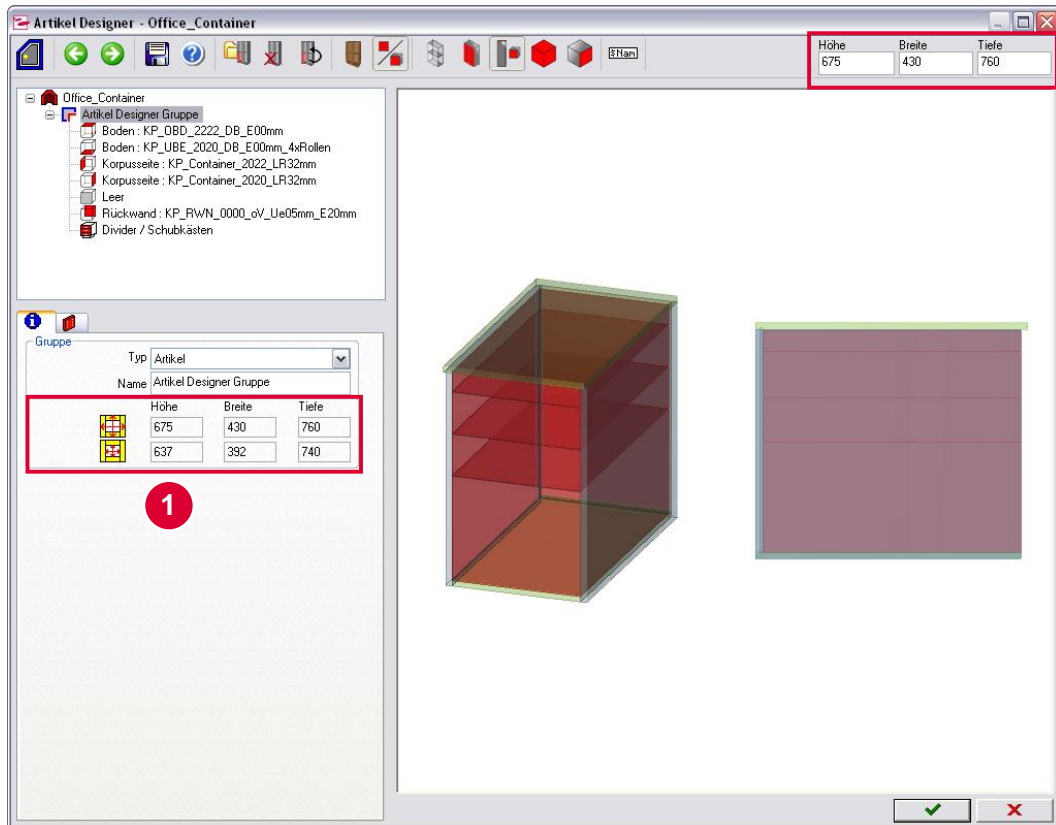 Artikel Designer - Office_Container
Höhe Breite Tiefe
675 430 760
$Nam
Office_Container
Artikel Designer Gruppe
Boden : KP_OBD_2222_DB_E00mm
Boden : KP_UBE_2020_DB_E00mm_4xRollen
Korpusseite : KP_Container_2022_LR32mm
Korpusseite : KP_Container_2020_LR32mm
Leer
Rückwand : KP_RWN_0000_oV_Ue05mm_E20mm
Divider / Schubkästen
Gruppe
Typ Artikel
Name Artikel Designer Gruppe
Höhe Breite Tiefe
675 430 760
637 392 740
1